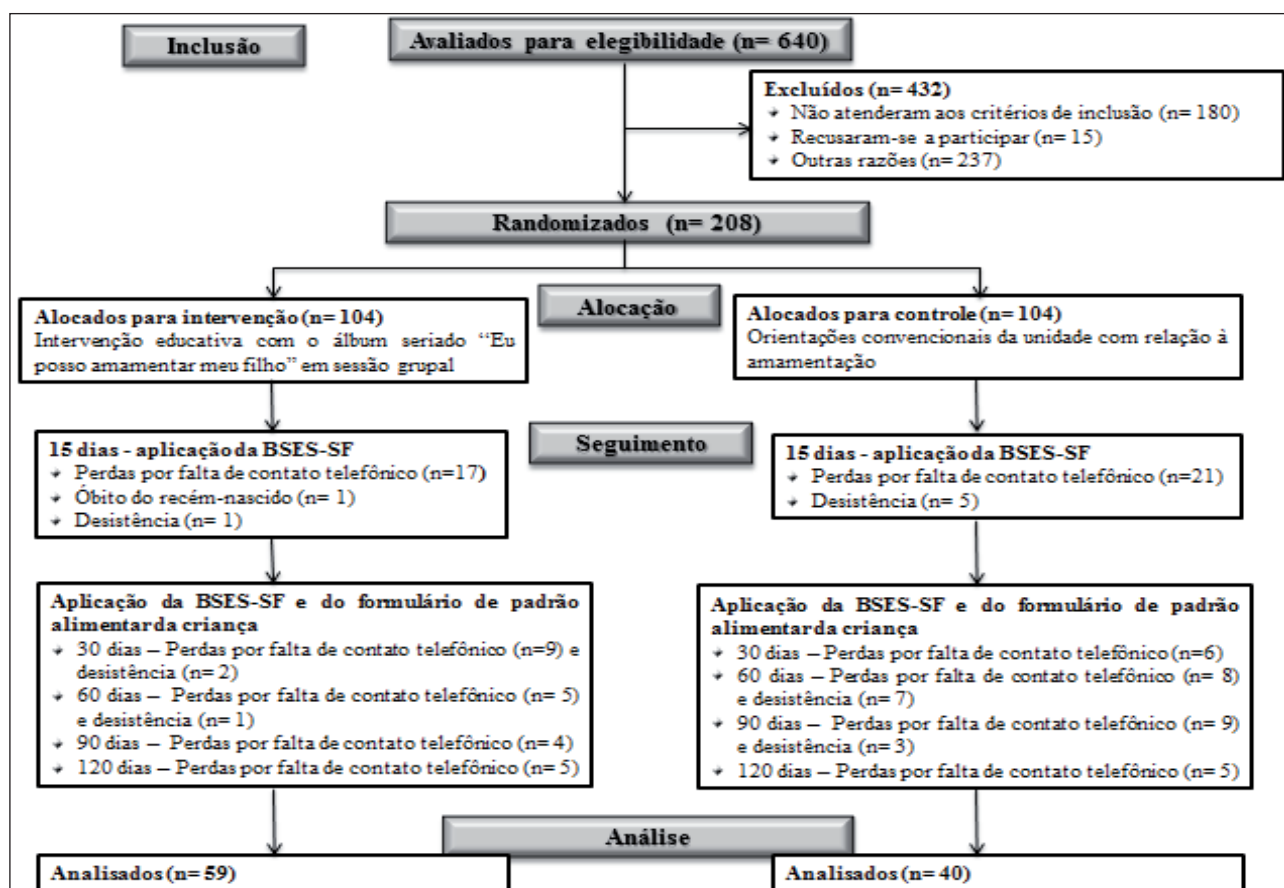 Inclusão
Avaliados para elegibilidade (n= 640)
Excluídos (n= 432)
Não atenderam aos critérios de inclusão (n= 180)
Recusaram-se a participar (n= 15)
Outras razões (n= 237)
Randomizados (n= 208)
Alocação
Alocados para intervenção (n= 104)
Intervenção educativa com o álbum seriado “Eu
posso amamentar meu filho” em sessão grupal
Alocados para controle (n= 104)
Orientações convencionais da unidade com relação à
amamentação
Seguimento
15 dias - aplicação da BSES-SF
Perdas por falta de contato telefônico (n=17)
Óbito do recém-nascido (n= 1)
Desistência (n= 1)
15 dias - aplicação da BSES-SF
Perdas por falta de contato telefônico (n=21)
Desistência (n= 5)
Aplicação da BSES-SF e do formulário de padrão
alimentar da criança
30 dias – Perdas por falta de contato telefônico (n=9) e
desistência (n= 2)
60 dias – Perdas por falta de contato telefônico (n= 5)
e desistência (n= 1)
90 dias – Perdas por falta de contato telefônico (n= 4)
120 dias – Perdas por falta de contato telefônico (n= 5)
Aplicação da BSES-SF e do formulário de padrão
alimentar da criança
30 dias – Perdas por falta de contato telefônico (n=6)
60 dias – Perdas por falta de contato telefônico (n= 8)
e desistência (n= 7)
90 dias – Perdas por falta de contato telefônico (n= 9)
e desistência (n= 3)
120 dias – Perdas por falta de contato telefônico (n= 5)
Análise
Analisados (n= 59)
Analisados (n= 40)